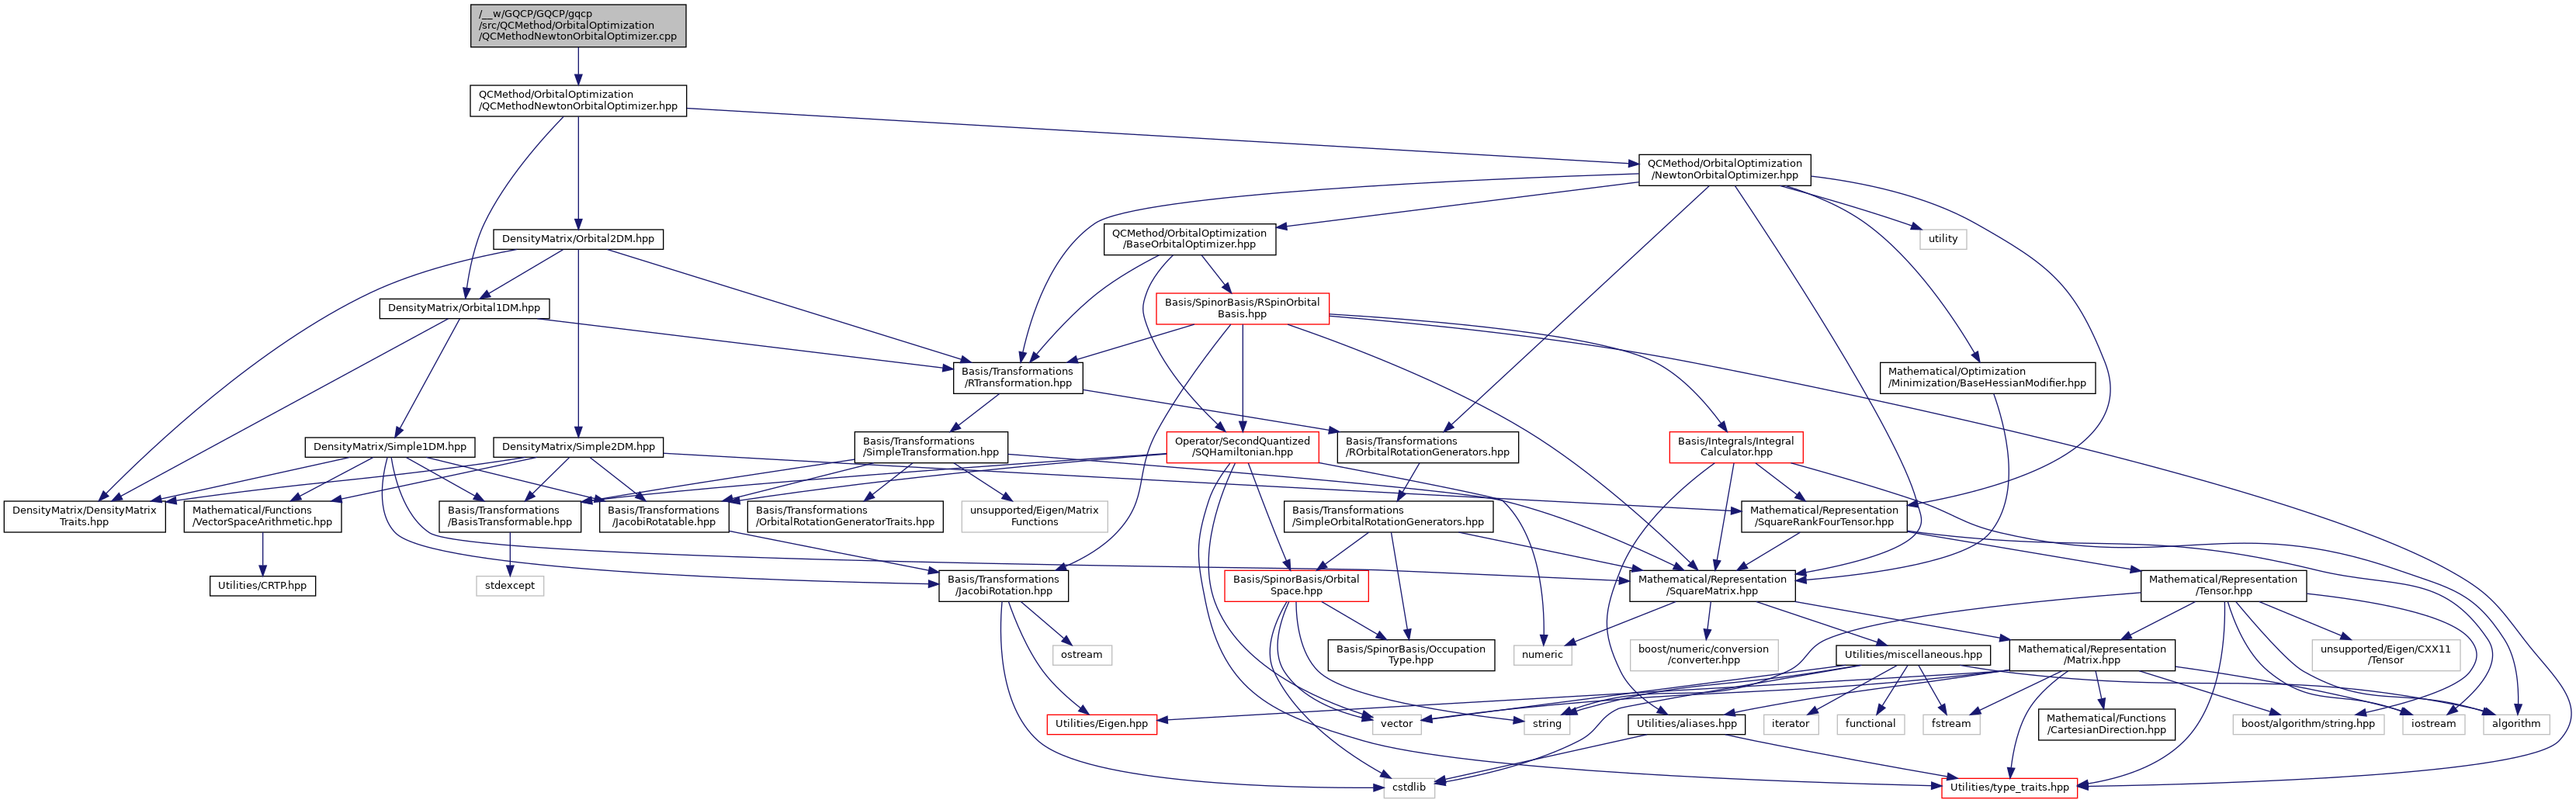 /__w/GQCP/GQCP/gqcp
/src/QCMethod/OrbitalOptimization
/QCMethodNewtonOrbitalOptimizer.cpp
QCMethod/OrbitalOptimization
/QCMethodNewtonOrbitalOptimizer.hpp
QCMethod/OrbitalOptimization
/NewtonOrbitalOptimizer.hpp
DensityMatrix/Orbital2DM.hpp
QCMethod/OrbitalOptimization
/BaseOrbitalOptimizer.hpp
utility
DensityMatrix/Orbital1DM.hpp
Basis/SpinorBasis/RSpinOrbital
Basis.hpp
Basis/Transformations
/RTransformation.hpp
Mathematical/Optimization
/Minimization/BaseHessianModifier.hpp
DensityMatrix/Simple1DM.hpp
DensityMatrix/Simple2DM.hpp
Basis/Transformations
/SimpleTransformation.hpp
Operator/SecondQuantized
/SQHamiltonian.hpp
Basis/Transformations
/ROrbitalRotationGenerators.hpp
Basis/Integrals/Integral
Calculator.hpp
DensityMatrix/DensityMatrix
Traits.hpp
Mathematical/Functions
/VectorSpaceArithmetic.hpp
Basis/Transformations
/BasisTransformable.hpp
Basis/Transformations
/JacobiRotatable.hpp
Basis/Transformations
/OrbitalRotationGeneratorTraits.hpp
unsupported/Eigen/Matrix
Functions
Basis/Transformations
/SimpleOrbitalRotationGenerators.hpp
Mathematical/Representation
/SquareRankFourTensor.hpp
Utilities/CRTP.hpp
stdexcept
Basis/Transformations
/JacobiRotation.hpp
Basis/SpinorBasis/Orbital
Space.hpp
Mathematical/Representation
/SquareMatrix.hpp
Mathematical/Representation
/Tensor.hpp
ostream
Basis/SpinorBasis/Occupation
Type.hpp
numeric
boost/numeric/conversion
/converter.hpp
Utilities/miscellaneous.hpp
Mathematical/Representation
/Matrix.hpp
unsupported/Eigen/CXX11
/Tensor
Utilities/Eigen.hpp
vector
string
Utilities/aliases.hpp
iterator
functional
fstream
Mathematical/Functions
/CartesianDirection.hpp
boost/algorithm/string.hpp
iostream
algorithm
cstdlib
Utilities/type_traits.hpp